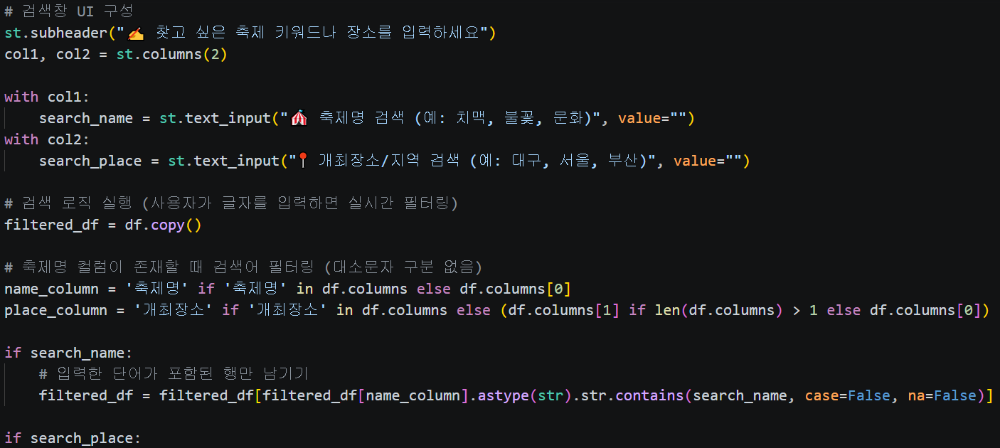 # 검색창 UI 구성
st.subheader("✍️ 찾고 싶은 축제 키워드나 장소를 입력하세요")
col1, col2 = st.columns(2)
with col1:
    search_name = st.text_input("🎪 축제명 검색 (예: 치맥, 불꽃, 문화)", value="")
with col2:
    search_place = st.text_input("📍 개최장소/지역 검색 (예: 대구, 서울, 부산)", value="")
# 검색 로직 실행 (사용자가 글자를 입력하면 실시간 필터링)
filtered_df = df.copy()
# 축제명 컬럼이 존재할 때 검색어 필터링 (대소문자 구분 없음)
name_column = '축제명' if '축제명' in df.columns else df.columns[0]
place_column = '개최장소' if '개최장소' in df.columns else (df.columns[1] if len(df.columns) > 1 else df.columns[0])
if search_name:
    # 입력한 단어가 포함된 행만 남기기
    filtered_df = filtered_df[filtered_df[name_column].astype(str).str.contains(search_name, case=False, na=False)]
if search_place: